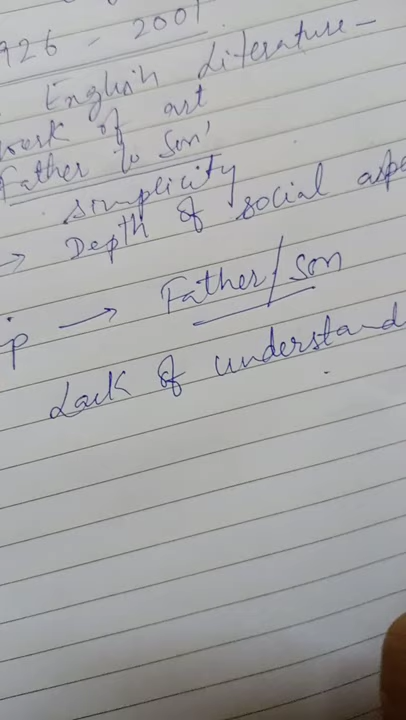 926 - 2001
English literature -
work of art
Father to Son'
Simplicity
→ Depth of social aspe
p → Father/Son
Lack of understand